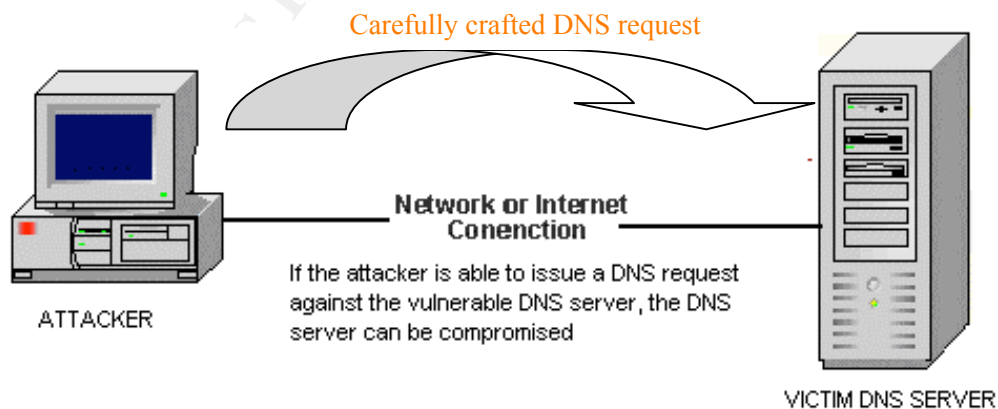 Carefully crafted DNS request
Network or Internet
Conenction
If the attacker is able to issue a DNS request
against the vulnerable DNS server, the DNS
server can be compromised
ATTACKER
VICTIM DNS SERVER